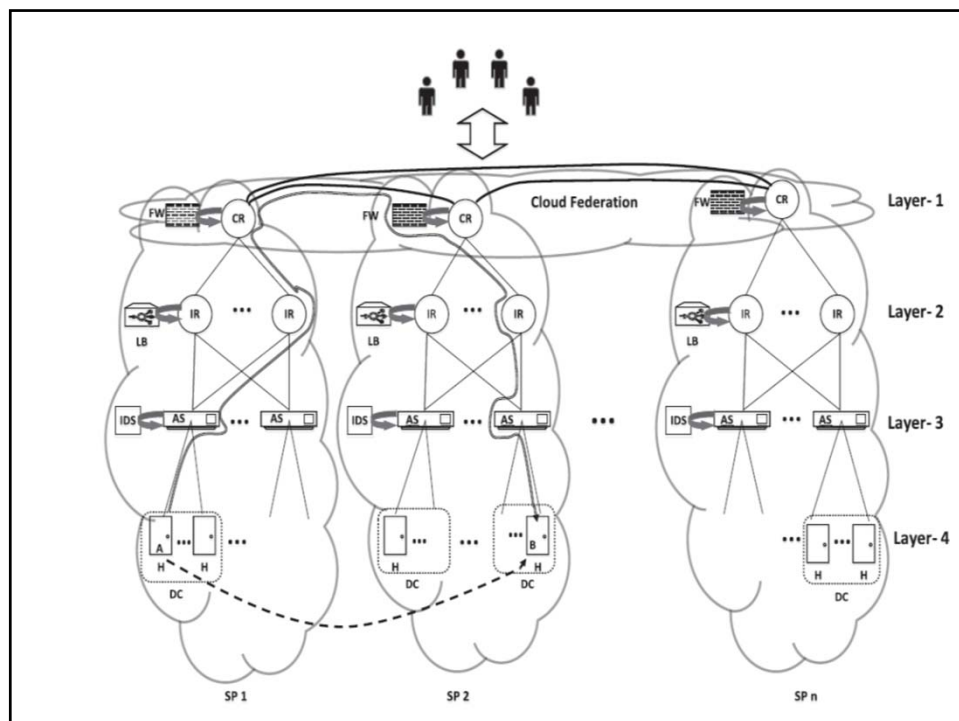 Cloud Federation
FW CR FW CR FW CR Layer- 1
LB IR ... IR LB IR ... IR LB IR ... IR Layer- 2
IDS AS ... AS IDS AS ... AS ... IDS AS ... AS Layer- 3
A ... ... ... ... ... B ... ... Layer- 4
H H H H H H
DC DC DC DC
SP 1 SP 2 SP n